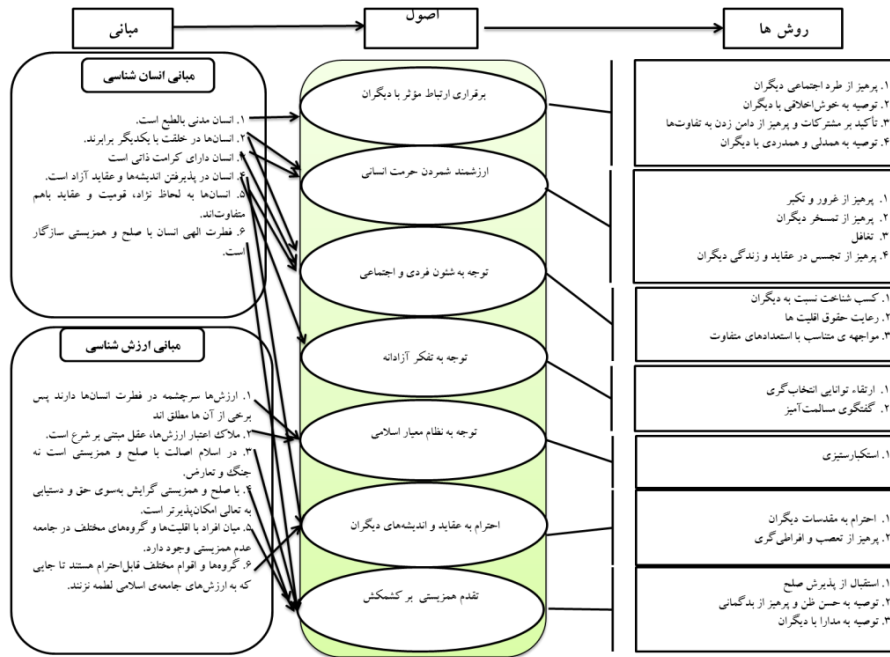 مبانی
اصول
روش ها
مبانی انسان شناسی
۱. انسان مدنی بالطبع است.
۲. انسان‌ها در خلقت با یکدیگر برابرند.
۳. انسان دارای کرامت ذاتی است
۴. انسان در پذیرفتن اندیشه‌ها و عقاید آزاد است.
۵. انسان‌ها به لحاظ نژاد، قومیت و عقاید باهم
متفاوت‌اند.
۶. فطرت الهی انسان با صلح و همزیستی سازگار
است.
مبانی ارزش شناسی
۱. ارزش‌ها سرچشمه در فطرت انسان‌ها دارند پس
برخی از آن ها مطلق اند
۲. ملاک اعتبار ارزش‌ها، عقل مبتنی بر شرع است.
۳. در اسلام اصالت با صلح و همزیستی است نه
جنگ و تعارض.
۴. با صلح و همزیستی گرایش به‌سوی حق و دستیابی
به تعالی امکان‌پذیرتر است.
۵. میان افراد با اقلیت‌ها و گروه‌های مختلف در جامعه
عدم همزیستی وجود دارد.
۶. گروه‌ها و اقوام مختلف قابل‌احترام هستند تا جایی
که به ارزش‌های جامعه‌ی اسلامی لطمه نزنند.
برقراری ارتباط مؤثر با دیگران
ارزشمند شمردن حرمت انسانی
توجه به شئون فردی و اجتماعی
توجه به تفکر آزادانه
توجه به نظام معیار اسلامی
احترام به عقاید و اندیشه‌های دیگران
تقدم همزیستی بر کشمکش
۱. پرهیز از طرد اجتماعی دیگران
۲. توصیه به خوش‌اخلاقی با دیگران
۳. تأکید بر مشترکات و پرهیز از دامن زدن به تفاوت‌ها
۴. توصیه به همدلی و همدردی با دیگران
۱. پرهیز از غرور و تکبر
۲. پرهیز از تمسخر دیگران
۳. تغافل
۴. پرهیز از تجسس در عقاید و زندگی دیگران
۱. کسب شناخت نسبت به دیگران
۲. رعایت حقوق اقلیت ها
۳. مواجهه ی متناسب با استعدادهای متفاوت
۱. ارتقاء توانایی انتخاب‌گری
۲. گفتگوی مسالمت‌آمیز
۱. استکبارستیزی
۱. احترام به مقدسات دیگران
۲. پرهیز از تعصب و افراطی‌گری
۱. استقبال از پذیرش صلح
۲. توصیه به حسن ظن و پرهیز از بدگمانی
۳. توصیه به مدارا با دیگران